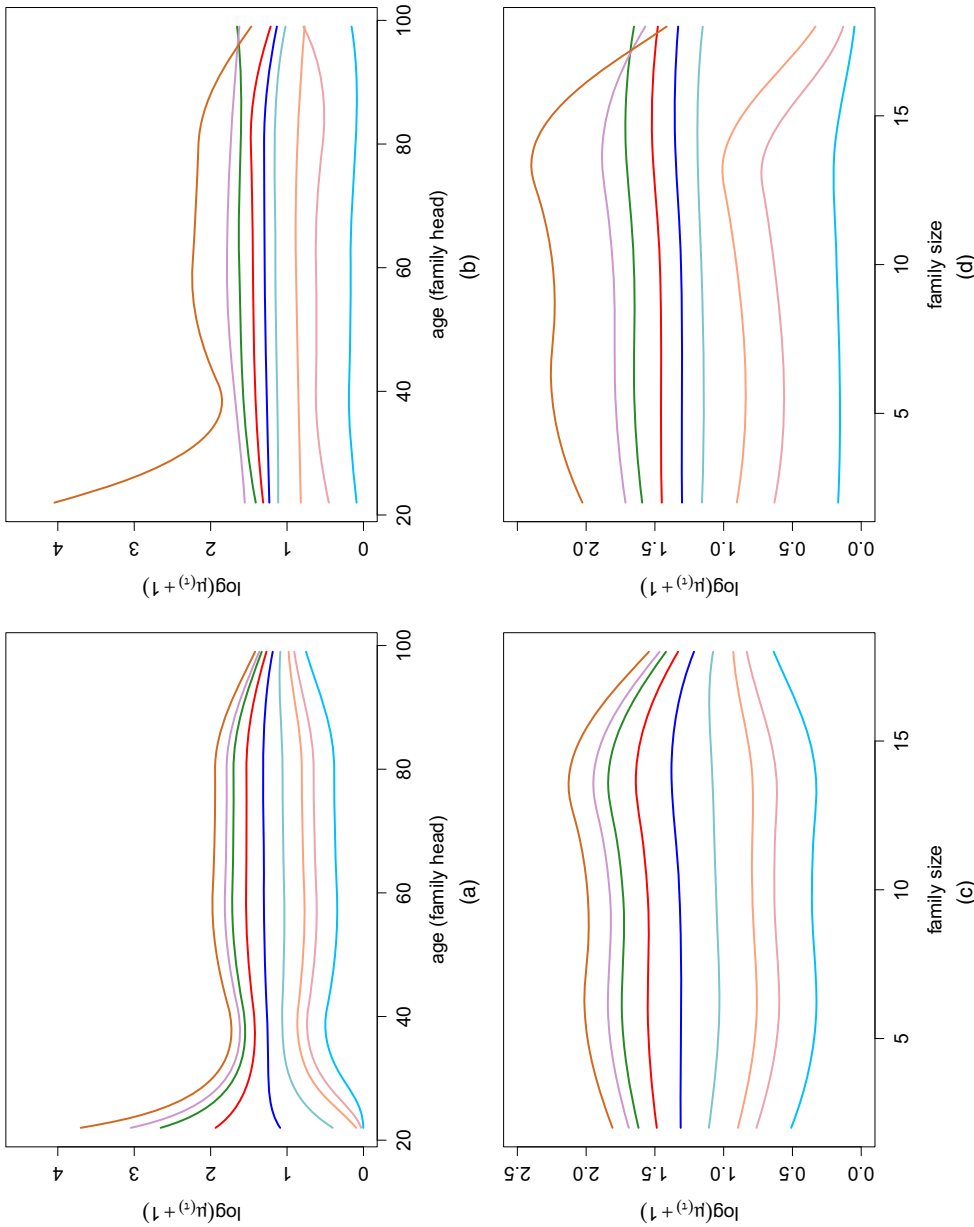 log(μ(τ) + 1)
4
3
2
1
0
20 40 60 80 100
age (family head)
(a)
log(μ(τ) + 1)
4
3
2
1
0
20 40 60 80 100
age (family head)
(b)
log(μ(τ) + 1)
2.5
2.0
1.5
1.0
0.5
0.0
5 10 15
family size
(c)
log(μ(τ) + 1)
2.0
1.5
1.0
0.5
0.0
5 10 15
family size
(d)